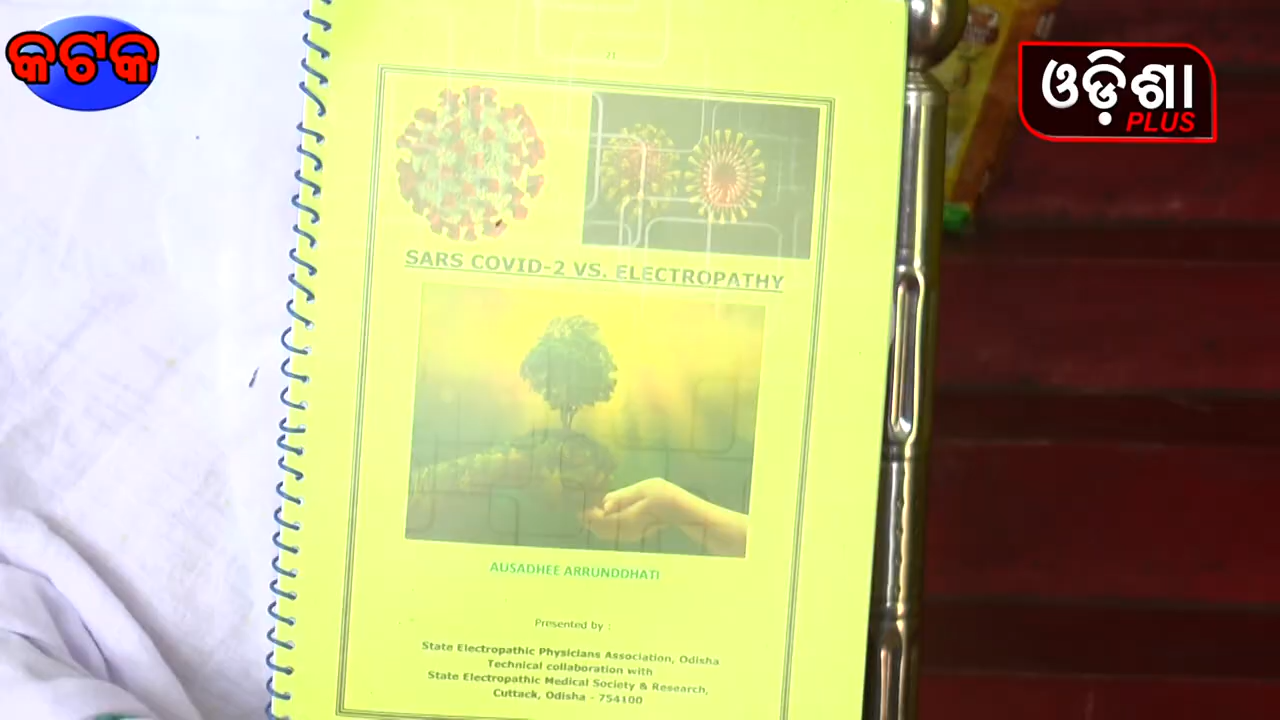 କଟକ
ଓଡ଼ିଶା
PLUS
21
SARS COVID-2 VS. ELECTROPATHY
AUSADHEE ARRUNDDHATI
Presented by :
State Electropathic Physicians Association, Odisha
Technical collaboration with
State Electropathic Medical Society & Research,
Cuttack, Odisha - 754100